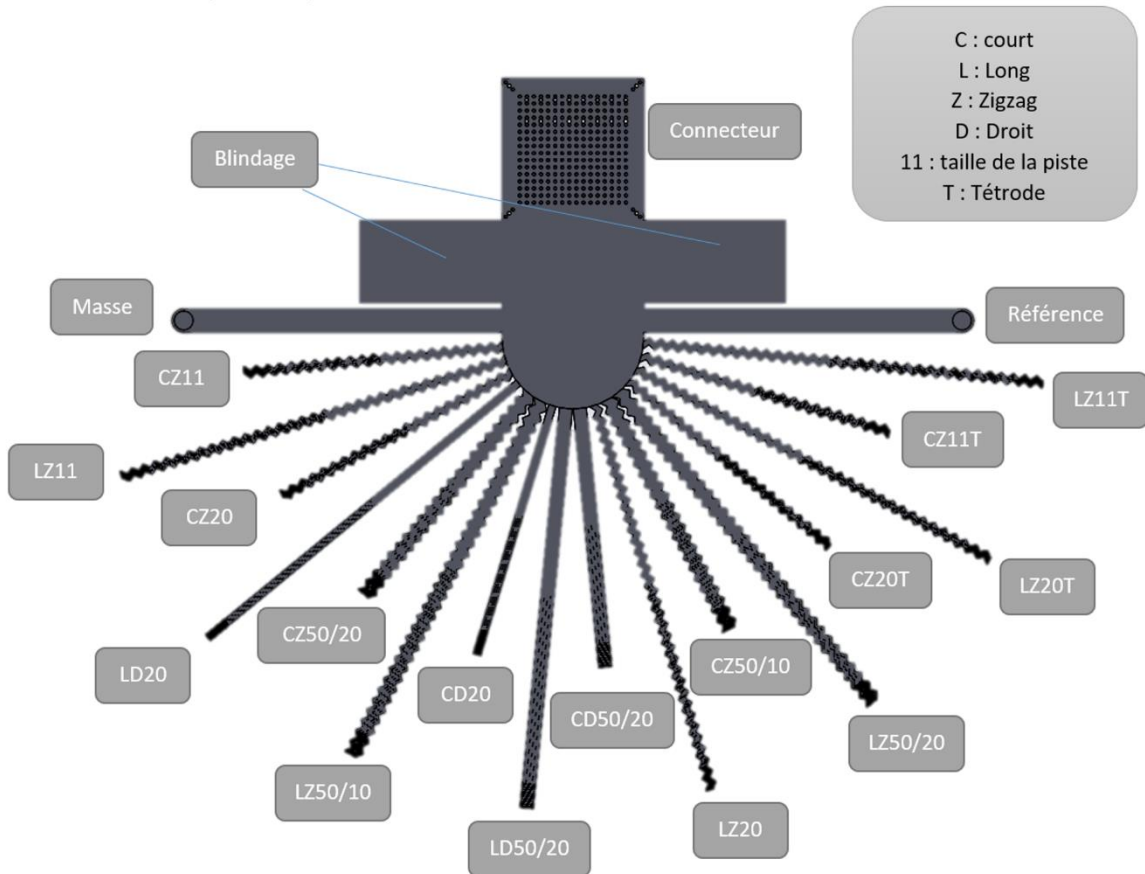 C : court
L : Long
Z : Zigzag
D : Droit
11 : taille de la piste
T : Tétrode
Connecteur
Blindage
Masse
Référence
CZ11
LZ11T
CZ11T
LZ11
CZ20
LZ20T
CZ20T
CZ50/20
LD20
CD20
CZ50/10
CD50/20
LZ50/20
LZ50/10
LZ20
LD50/20